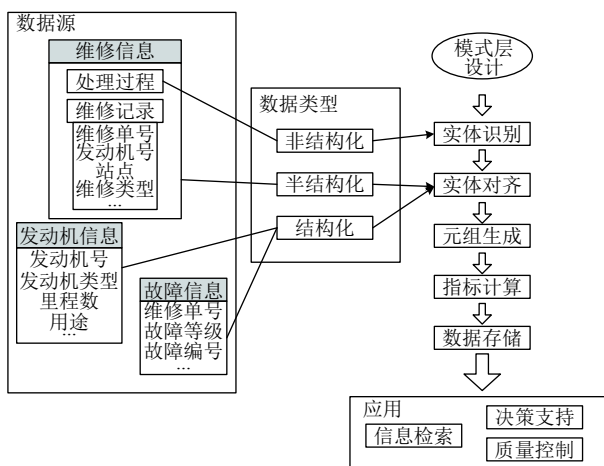 数据源
维修信息
处理过程
维修记录
维修单号
发动机号
站点
维修类型
...
发动机信息
发动机号
发动机类型
里程数
用途
...
故障信息
维修单号
故障等级
故障编号
...
数据类型
非结构化
半结构化
结构化
模式层
设计
实体识别
实体对齐
元组生成
指标计算
数据存储
应用
信息检索
决策支持
质量控制